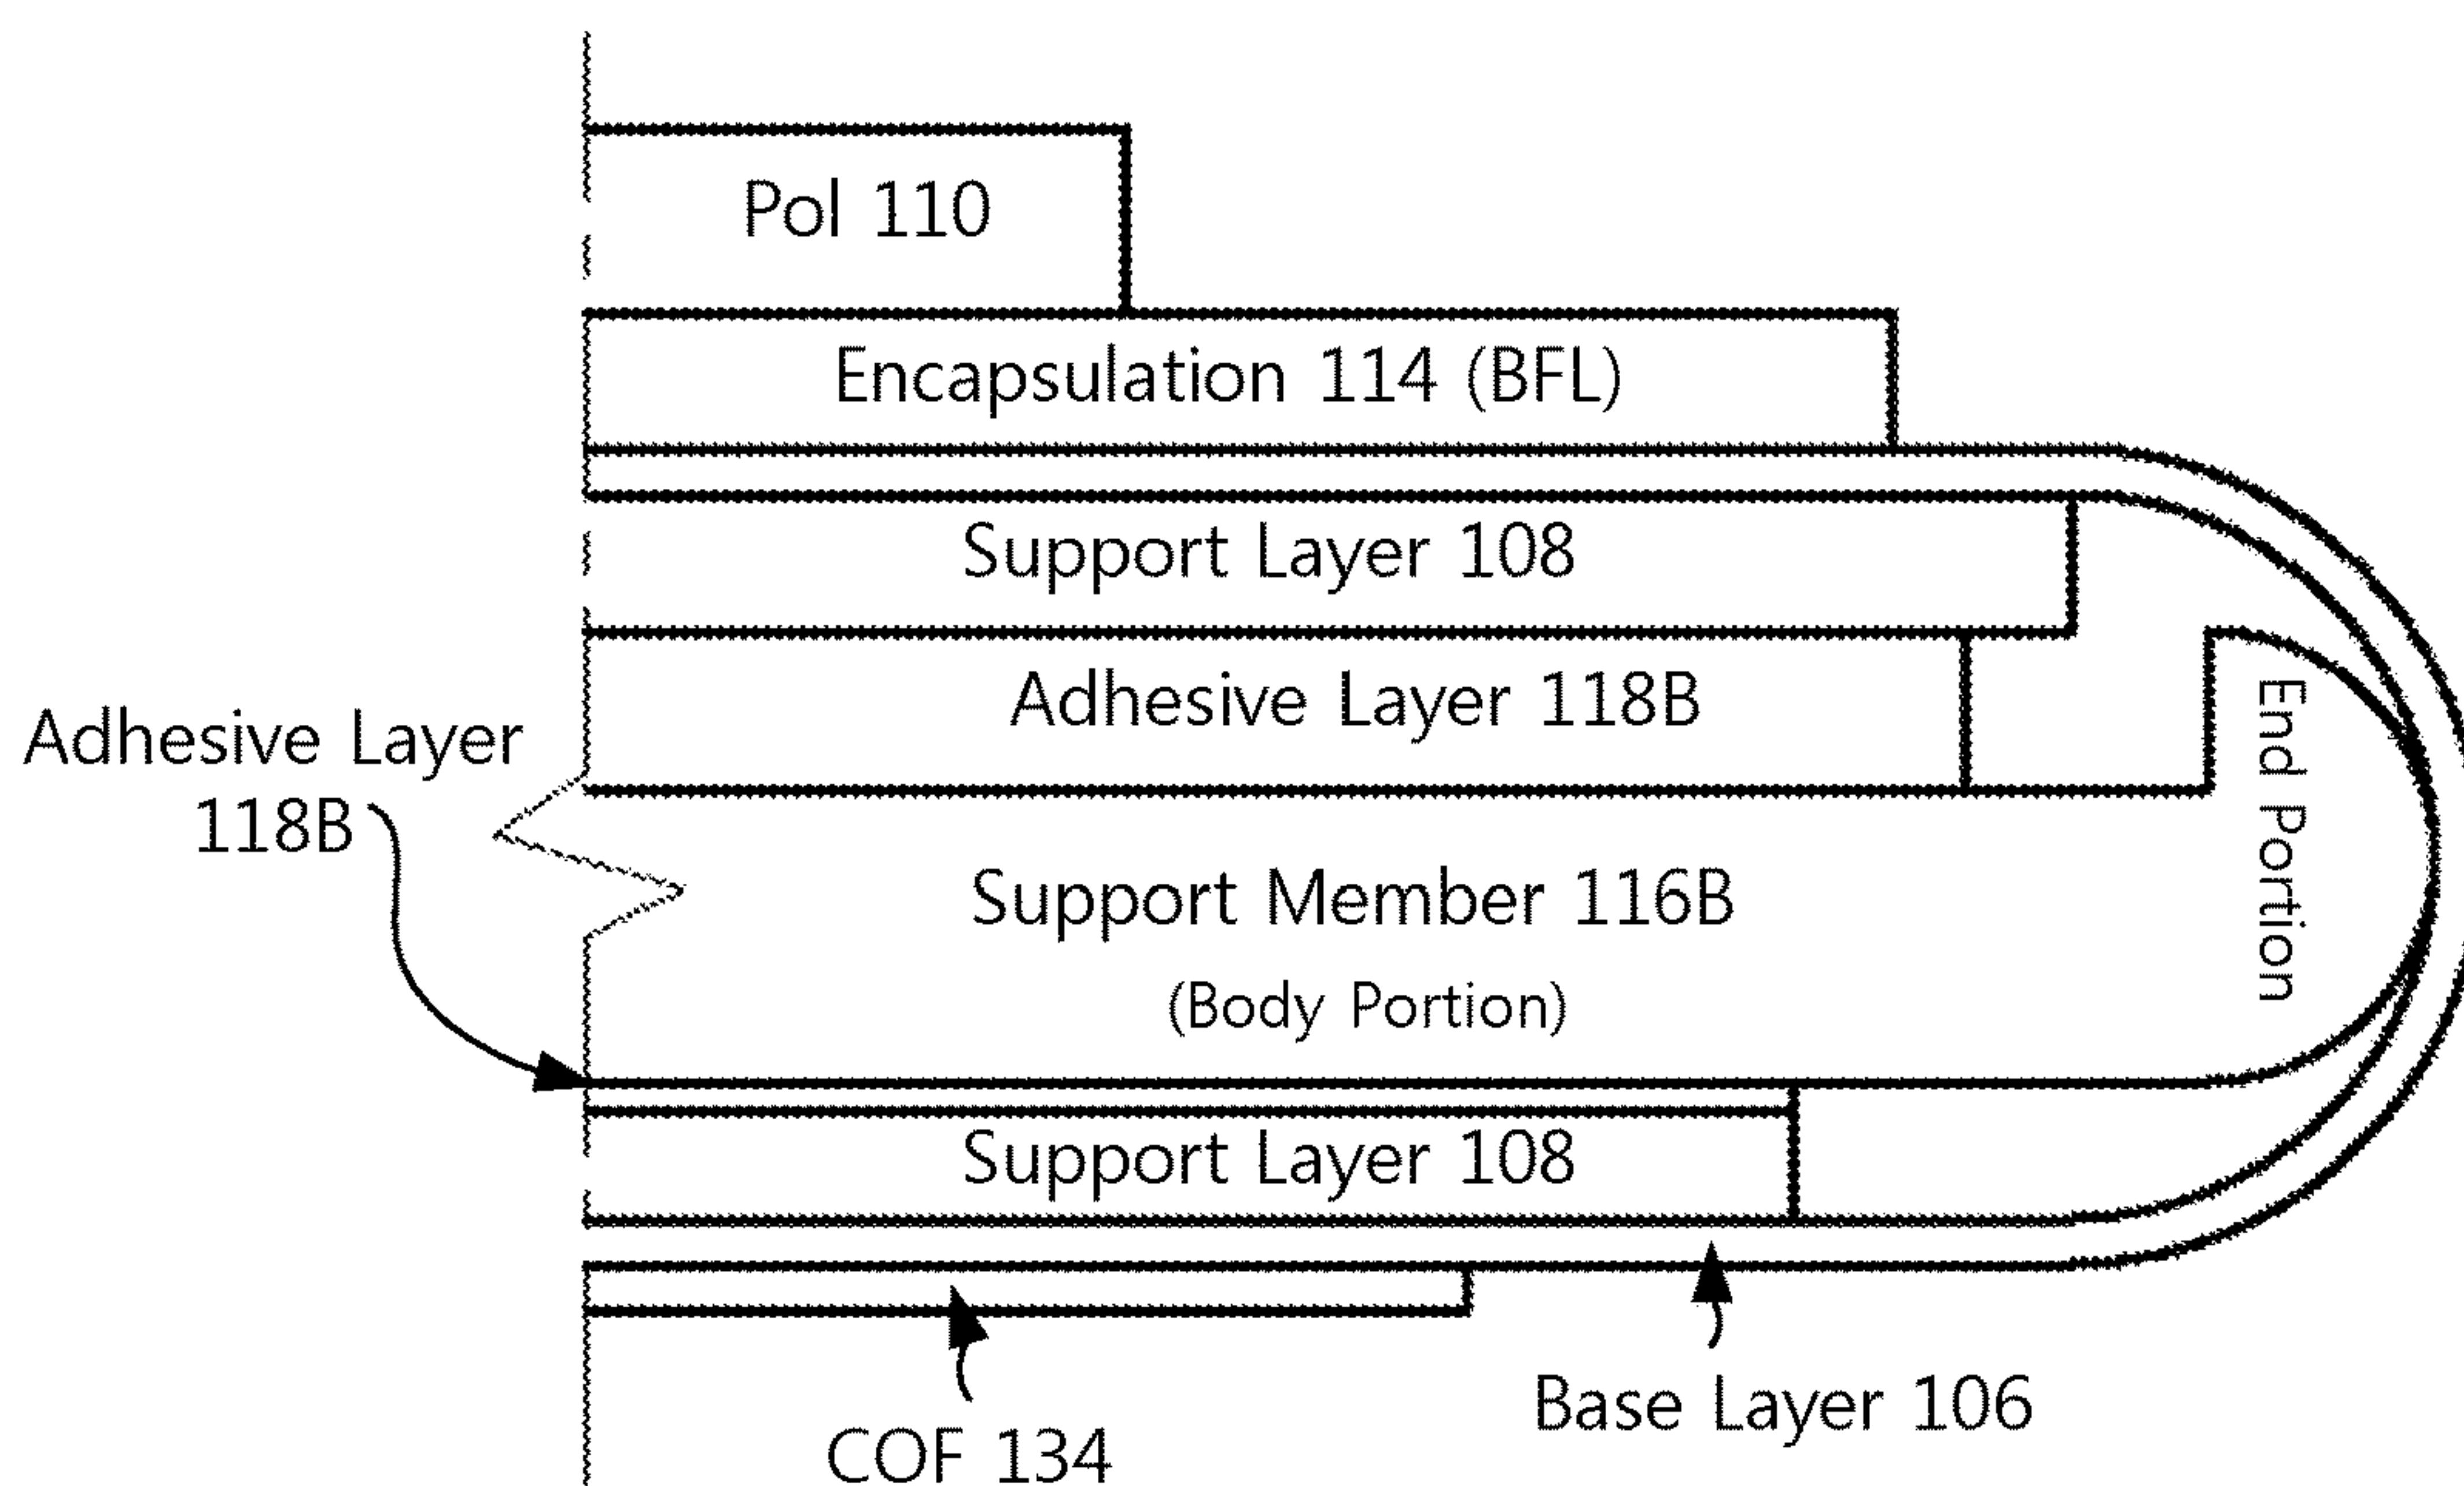 Pol 110
Encapsulation 114 (BFL)
Support Layer 108
Adhesive Layer 118B
Adhesive Layer
118B
End Portion
Support Member 116B
(Body Portion)
Support Layer 108
Base Layer 106
COF 134